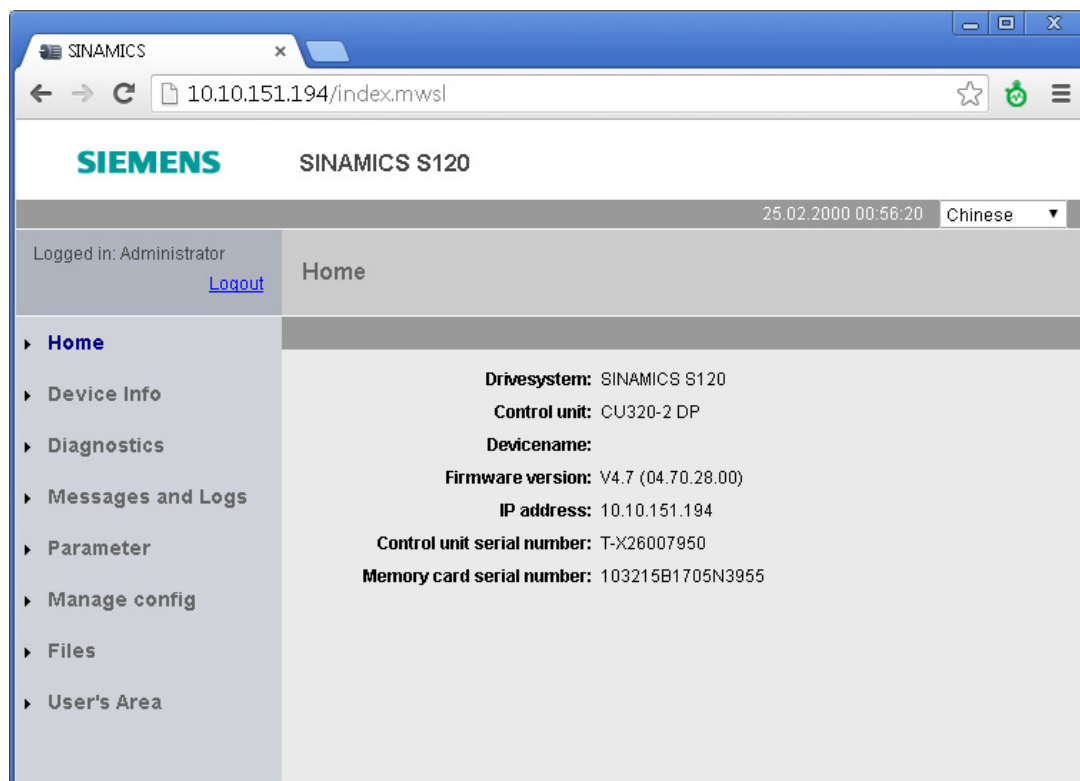 SINAMICS
10.10.151.194/index.mwsl
SIEMENS
SINAMICS S120
25.02.2000 00:56:20
Chinese
Logged in: Administrator
Logout
Home
Home
Device Info
Diagnostics
Messages and Logs
Parameter
Manage config
Files
User's Area
Drivesystem: SINAMICS S120
Control unit: CU320-2 DP
Devicename:
Firmware version: V4.7 (04.70.28.00)
IP address: 10.10.151.194
Control unit serial number: T-X26007950
Memory card serial number: 103215B1705N3955